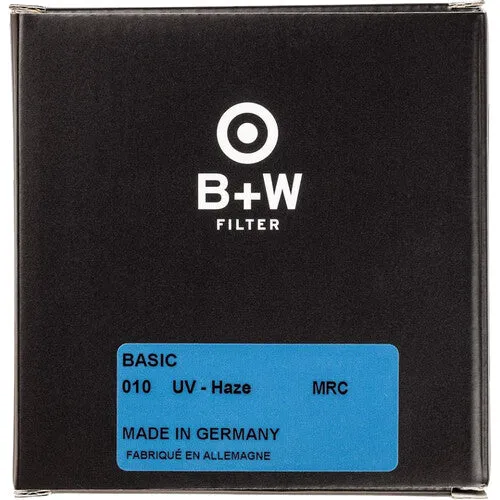 B+W
FILTER
BASIC
010 UV - Haze MRC
MADE IN GERMANY
FABRIQUÉ EN ALLEMAGNE